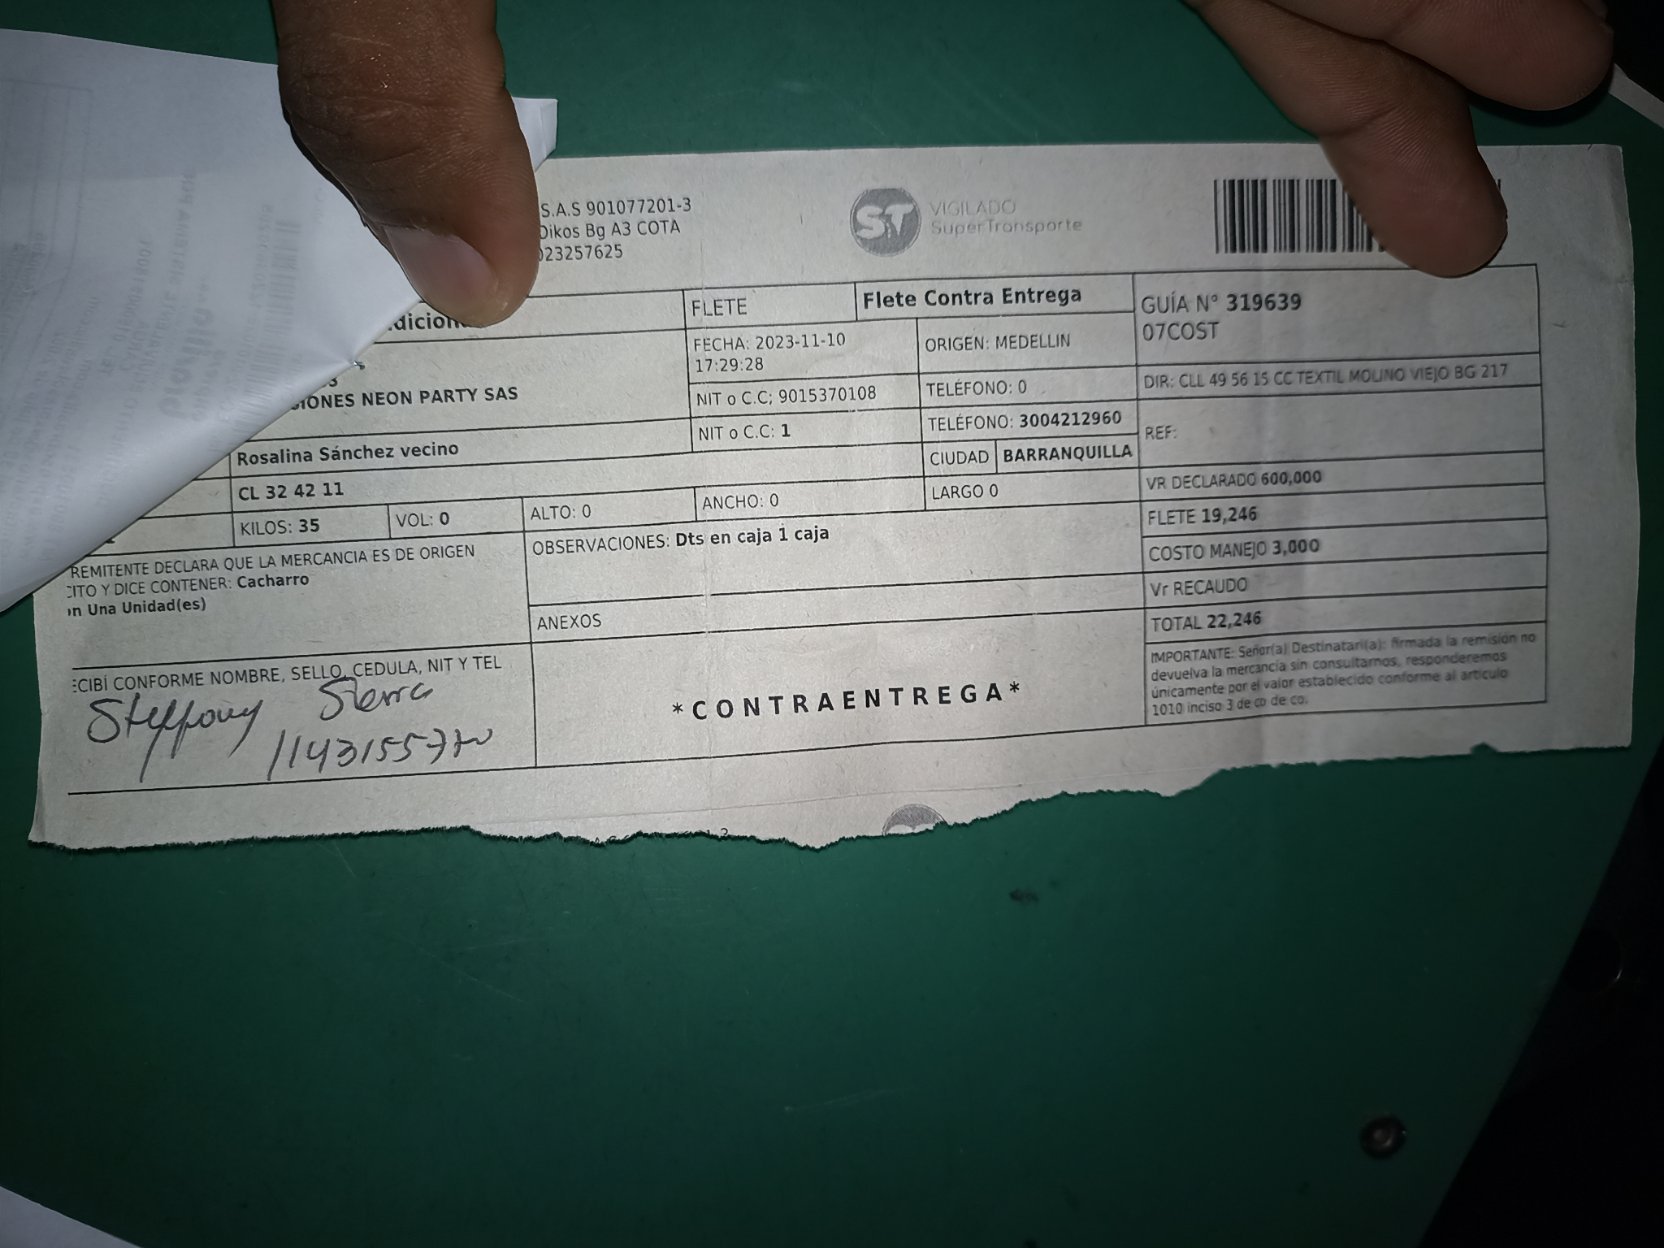 S.A.S 901077201-3
Oikos Bg A3 COTA
023257625
ST
VIGILADO
SuperTransporte
FLETE
Flete Contra Entrega
GUÍA N° 319639
07COST
FECHA: 2023-11-10
17:29:28
ORIGEN: MEDELLIN
IONES NEON PARTY SAS
NIT o C.C; 9015370108
TELÉFONO: 0
DIR: CLL 49 56 15 CC TEXTIL MOLINO VIEJO BG 217
Rosalina Sánchez vecino
NIT o C.C: 1
TELÉFONO: 3004212960
REF:
CL 32 42 11
CIUDAD BARRANQUILLA
VR DECLARADO 600,000
KILOS: 35
VOL: 0
ALTO: 0
ANCHO: 0
LARGO 0
FLETE 19,246
REMITENTE DECLARA QUE LA MERCANCIA ES DE ORIGEN
CITO Y DICE CONTENER: Cacharro
n Una Unidad(es)
OBSERVACIONES: Dts en caja 1 caja
COSTO MANEJO 3,000
Vr RECAUDO
ANEXOS
TOTAL 22,246
ECIBÍ CONFORME NOMBRE, SELLO, CEDULA, NIT Y TEL
Steffany Sierra
*CONTRAENTREGA*
IMPORTANTE: Señor(a) Destinatari(a): firmada la remisión no
devuelva la mercancia sin consultarnos, responderemos
únicamente por el valor establecido conforme al articulo
1010 inciso 3 de co de co.